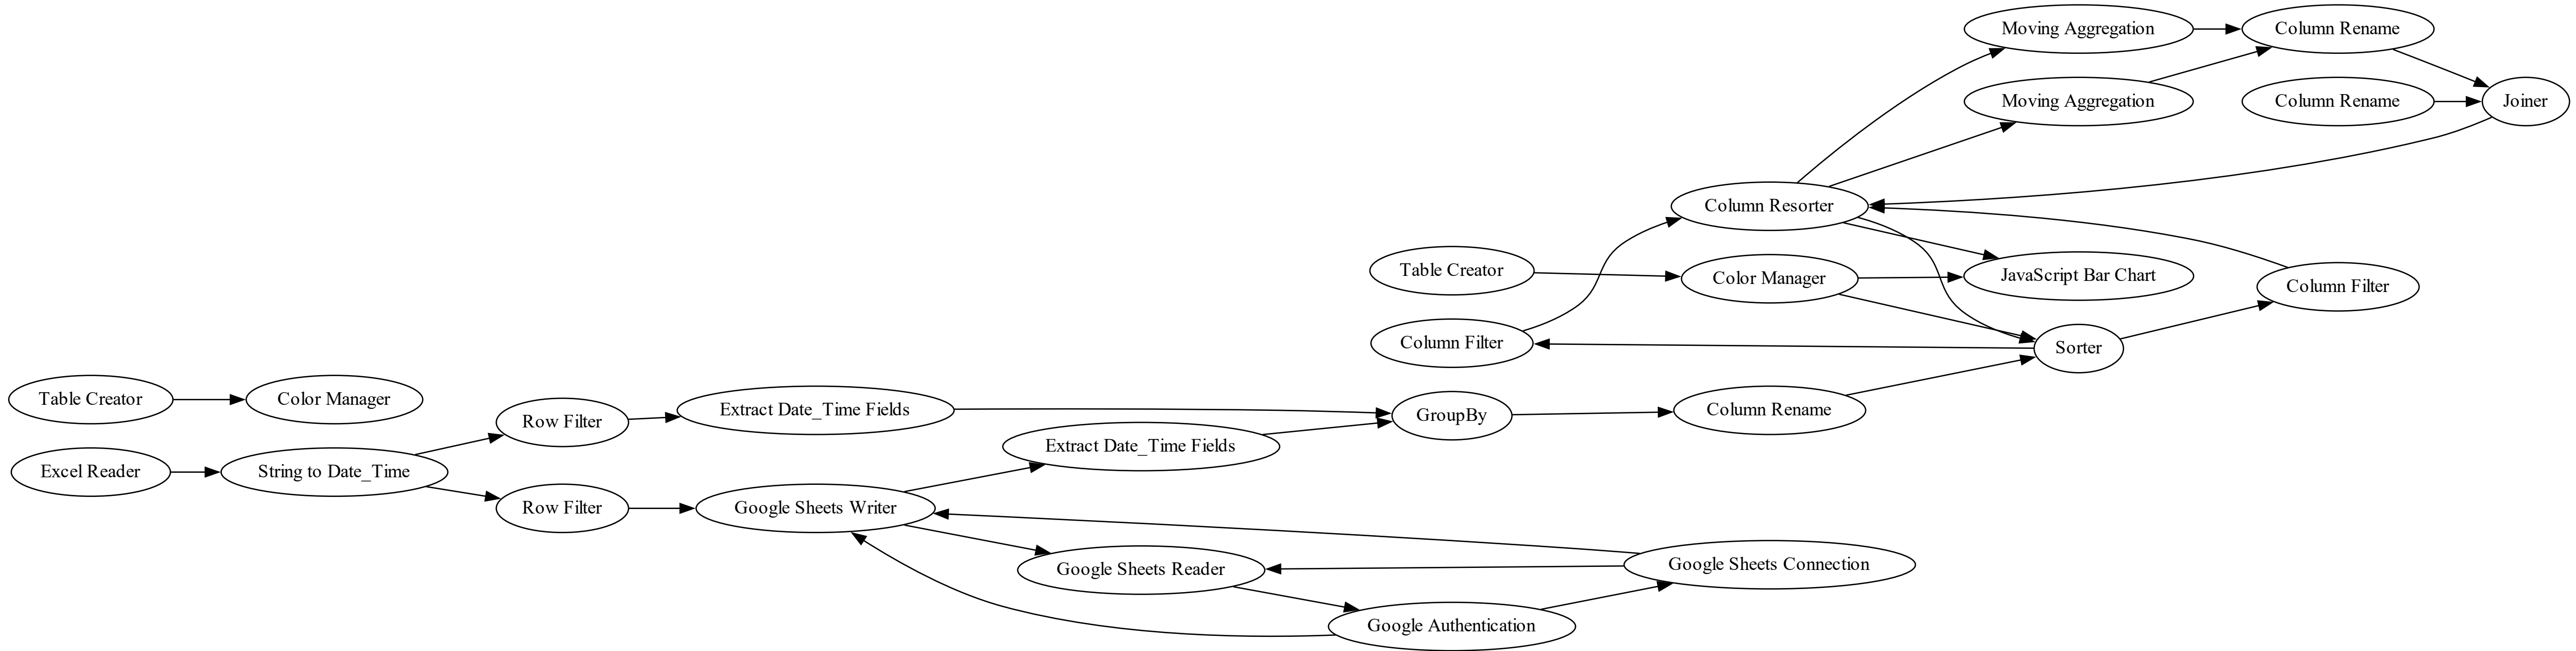 Moving Aggregation
Column Rename
Moving Aggregation
Column Rename
Joiner
Column Resorter
Table Creator
Color Manager
JavaScript Bar Chart
Column Filter
Column Filter
Sorter
Table Creator
Color Manager
Row Filter
Extract Date_Time Fields
GroupBy
Column Rename
Excel Reader
String to Date_Time
Extract Date_Time Fields
Row Filter
Google Sheets Writer
Google Sheets Reader
Google Sheets Connection
Google Authentication